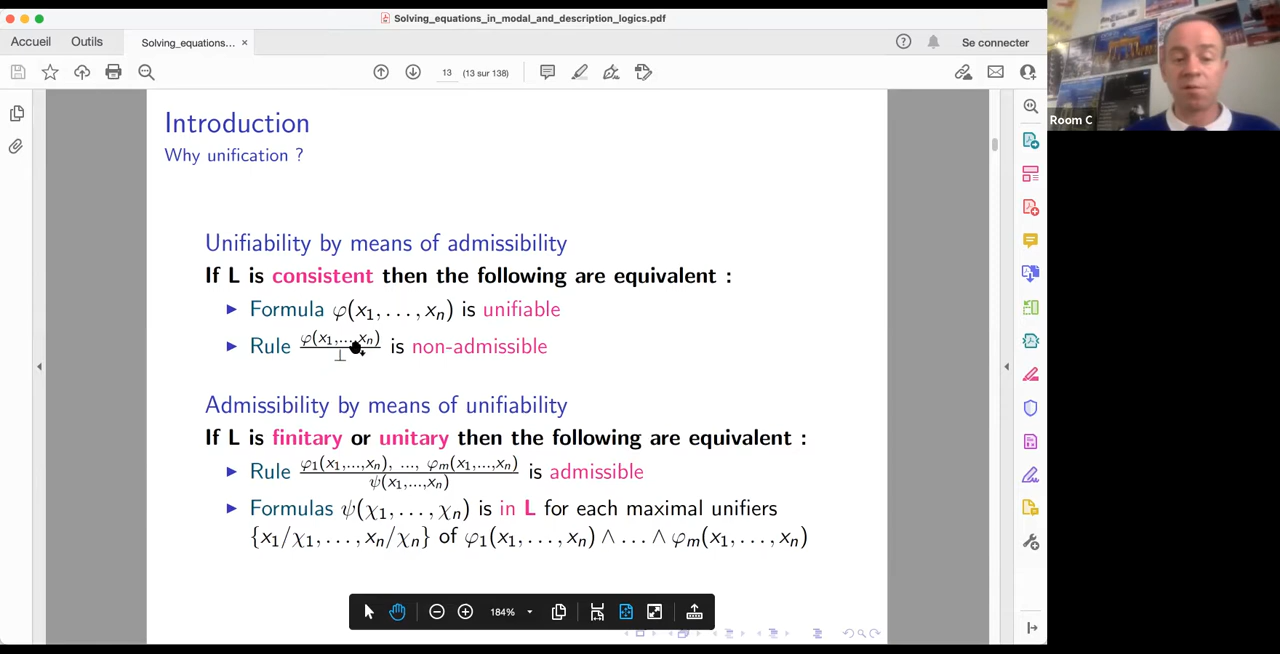 Solving_equations_in_modal_and_description_logics.pdf
Accueil Outils Solving_equations... × Se connecter
13 (13 sur 138)
Room C
Introduction
Why unification ?
Unifiability by means of admissibility
If L is consistent then the following are equivalent :
► Formula φ(x₁, . . . , xₙ) is unifiable
► Rule φ(x₁,...,xₙ) / ⊥ is non-admissible
Admissibility by means of unifiability
If L is finitary or unitary then the following are equivalent :
► Rule φ₁(x₁,...,xₙ), ..., φₘ(x₁,...,xₙ) / ψ(x₁,...,xₙ) is admissible
► Formulas ψ(χ₁, . . . , χₙ) is in L for each maximal unifiers
{x₁/χ₁, . . . , xₙ/χₙ} of φ₁(x₁, . . . , xₙ) ∧ . . . ∧ φₘ(x₁, . . . , xₙ)
184%